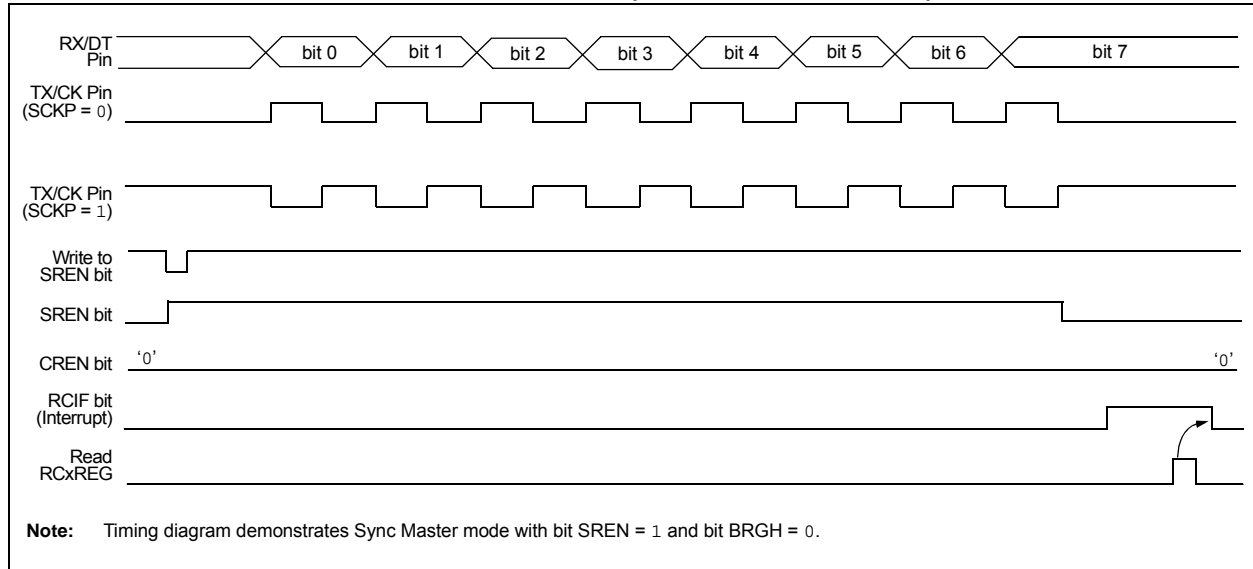 RX/DT
Pin
bit 0 bit 1 bit 2 bit 3 bit 4 bit 5 bit 6 bit 7
TX/CK Pin
(SCKP = 0)
TX/CK Pin
(SCKP = 1)
Write to
SREN bit
SREN bit
CREN bit ‘0’ ‘0’
RCIF bit
(Interrupt)
Read
RCxREG
Note: Timing diagram demonstrates Sync Master mode with bit SREN = 1 and bit BRGH = 0.